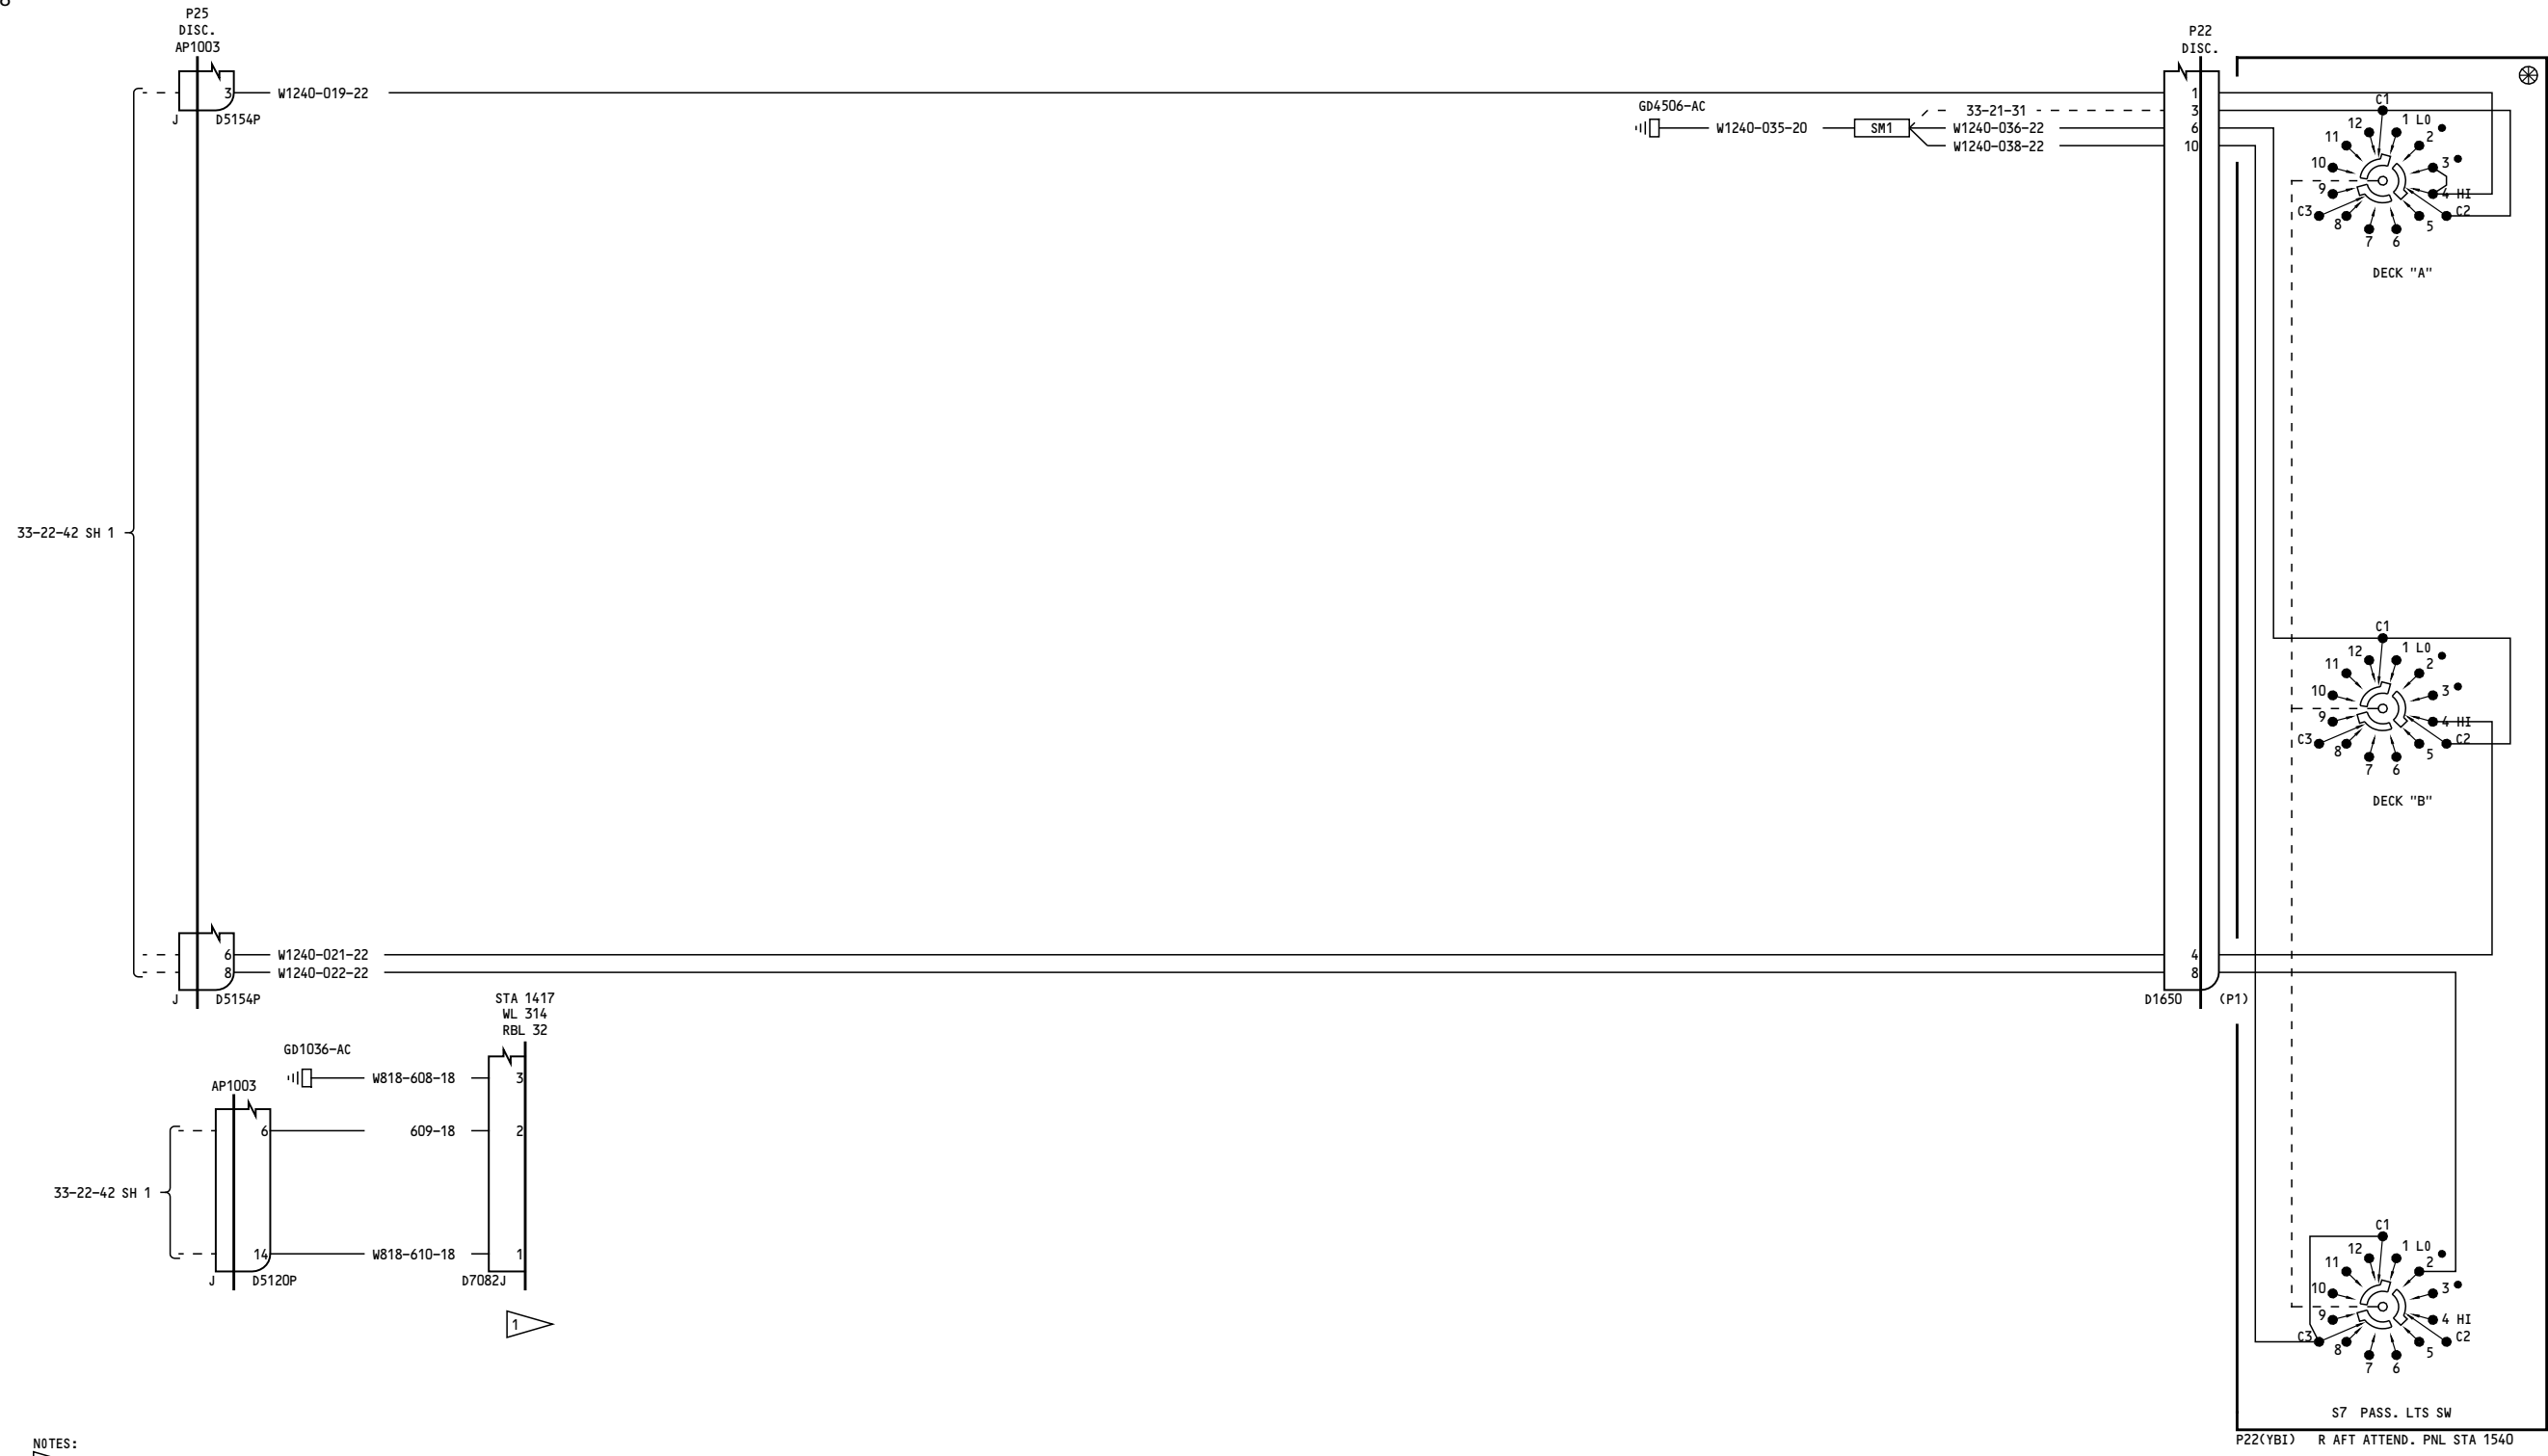 P25
DISC.
AP1003
P22
DISC.
3 W1240-019-22
J D5154P
GD4506-AC
W1240-035-20
SM1
33-21-31
W1240-036-22
W1240-038-22
1
3
6
10
C1
12 1 LO
11 2
10 3
9 4 HI
C3 C2
8 5
7 6
DECK "A"
33-22-42 SH 1
C1
12 1 LO
11 2
10 3
9 4 HI
C3 C2
8 5
7 6
DECK "B"
6 W1240-021-22 4
8 W1240-022-22 8
J D5154P
D1650 (P1)
STA 1417
WL 314
RBL 32
GD1036-AC
W818-608-18 3
AP1003
6 609-18 2
33-22-42 SH 1
14 W818-610-18 1
J D5120P
D7082J
1
C1
12 1 LO
11 2
10 3
9 4 HI
C3 C2
8 5
7 6
S7 PASS. LTS SW
P22(YBI) R AFT ATTEND. PNL STA 1540
NOTES: